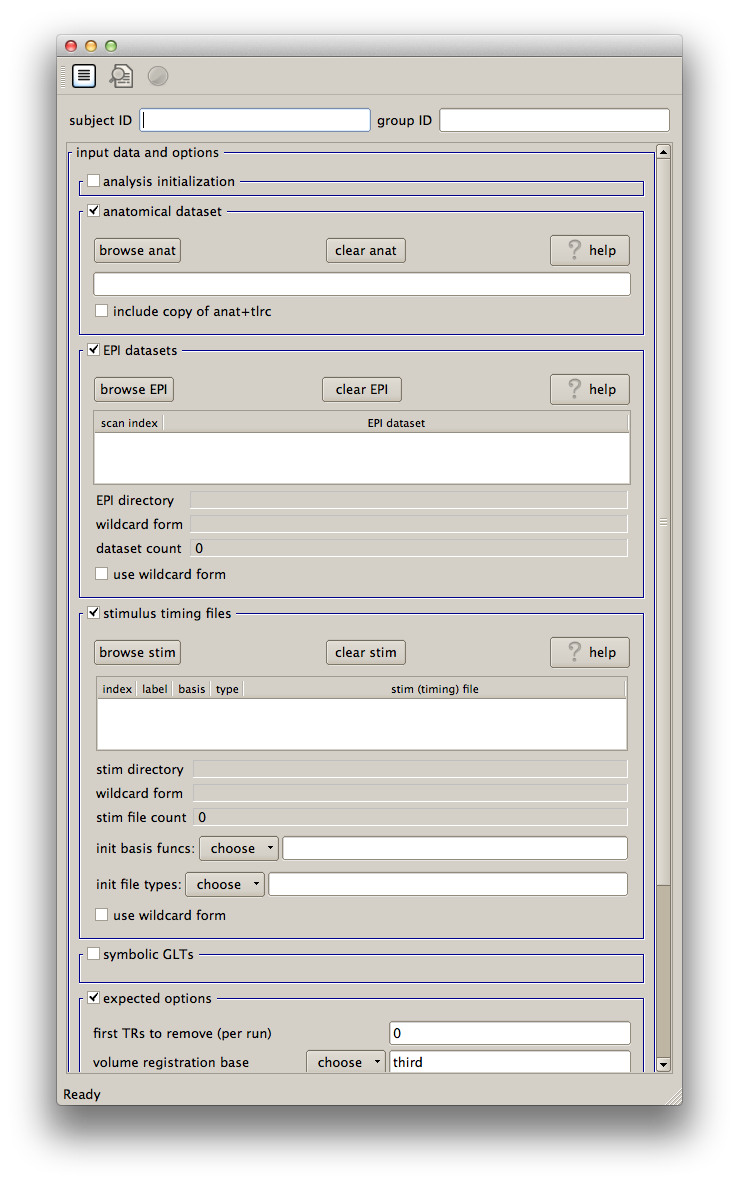 subject ID group ID
input data and options
analysis initialization
anatomical dataset
browse anat clear anat ? help
include copy of anat+tlrc
EPI datasets
browse EPI clear EPI ? help
scan index EPI dataset
EPI directory
wildcard form
dataset count 0
use wildcard form
stimulus timing files
browse stim clear stim ? help
index label basis type stim (timing) file
stim directory
wildcard form
stim file count 0
init basis funcs: choose
init file types: choose
use wildcard form
symbolic GLTs
expected options
first TRs to remove (per run) 0
volume registration base choose third
Ready